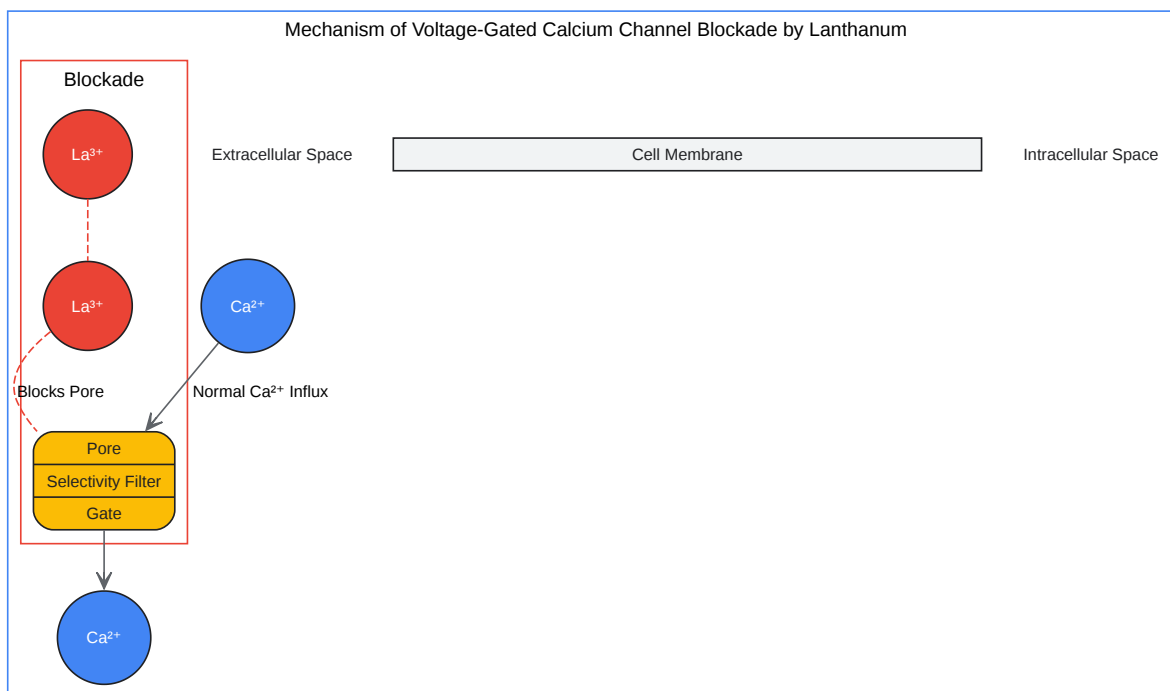 Mechanism of Voltage-Gated Calcium Channel Blockade by Lanthanum
Blockade
La³⁺
Extracellular Space
Cell Membrane
Intracellular Space
La³⁺
Ca²⁺
Blocks Pore
Normal Ca²⁺ Influx
Pore
Selectivity Filter
Gate
Ca²⁺